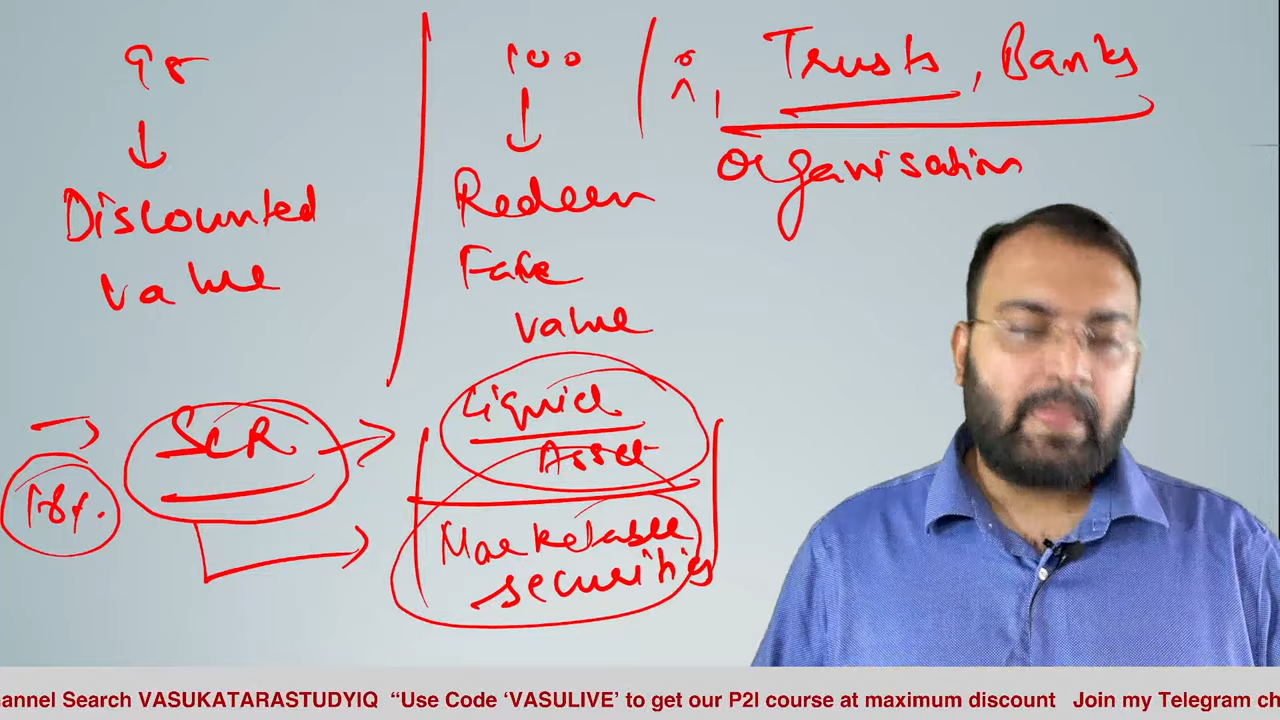 98
Discounted
value
100
Redeem
Face
value
Trusts, Banks
Organisation
18%.
SLR
Liquid
Asset
Marketable
securities
annel Search VASUKATARASTUDYIQ “Use Code ‘VASULIVE’ to get our P2I course at maximum discount Join my Telegram ch